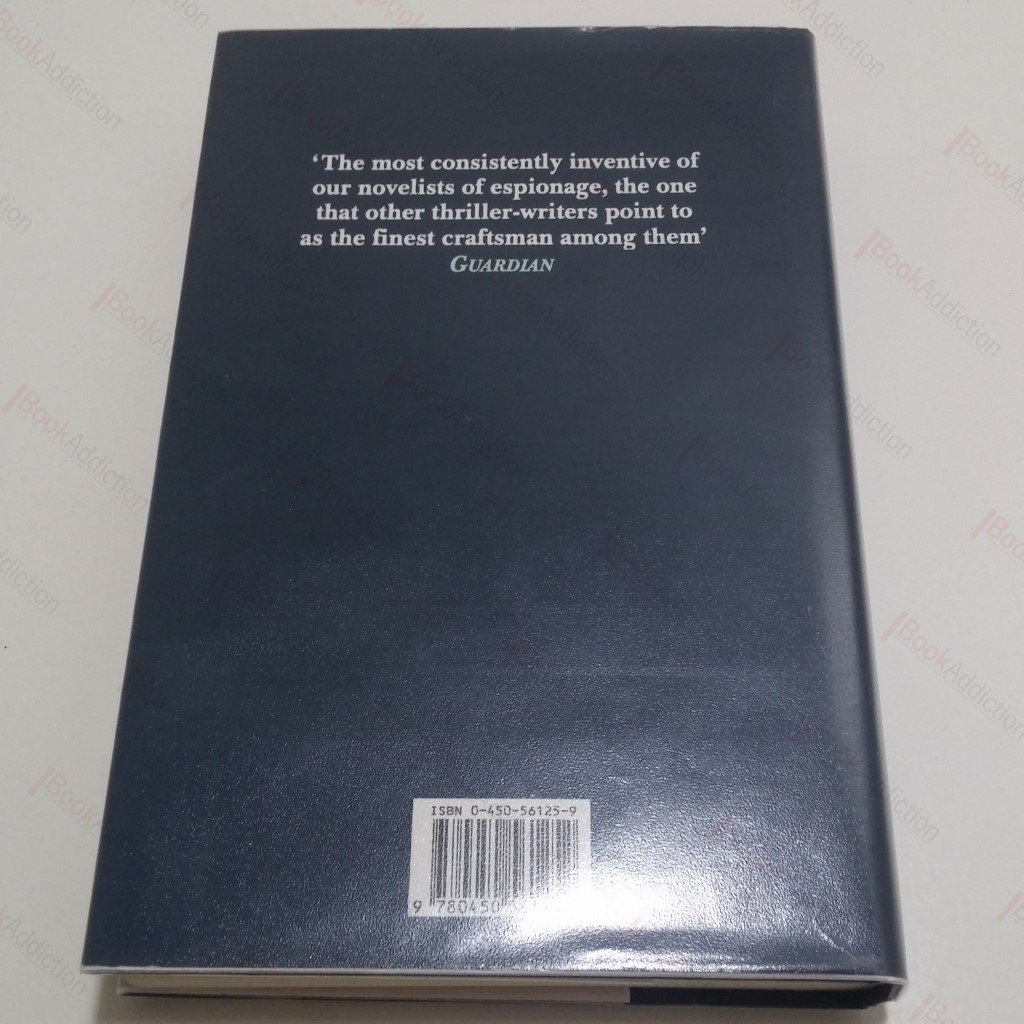 ‘The most consistently inventive of
our novelists of espionage, the one
that other thriller-writers point to
as the finest craftsman among them’
GUARDIAN
ISBN 0-450-56125-9
9 780450
BookAddiction